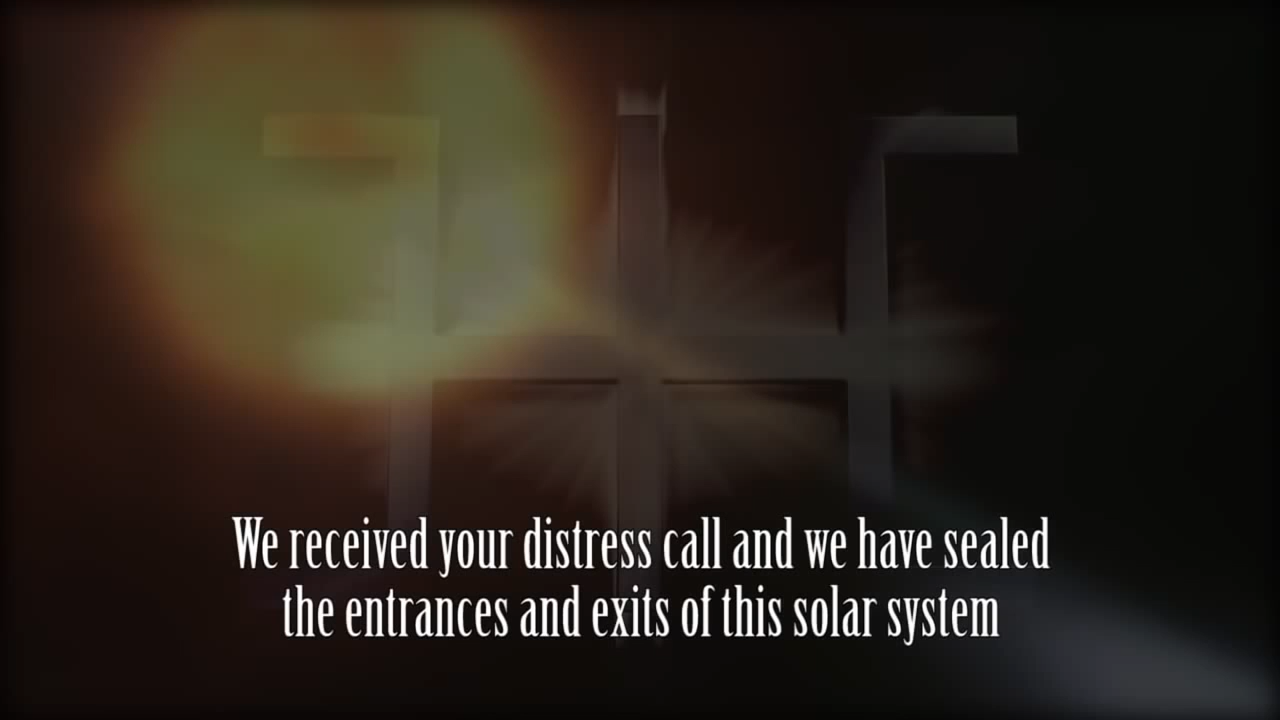 We received your distress call and we have sealed
the entrances and exits of this solar system